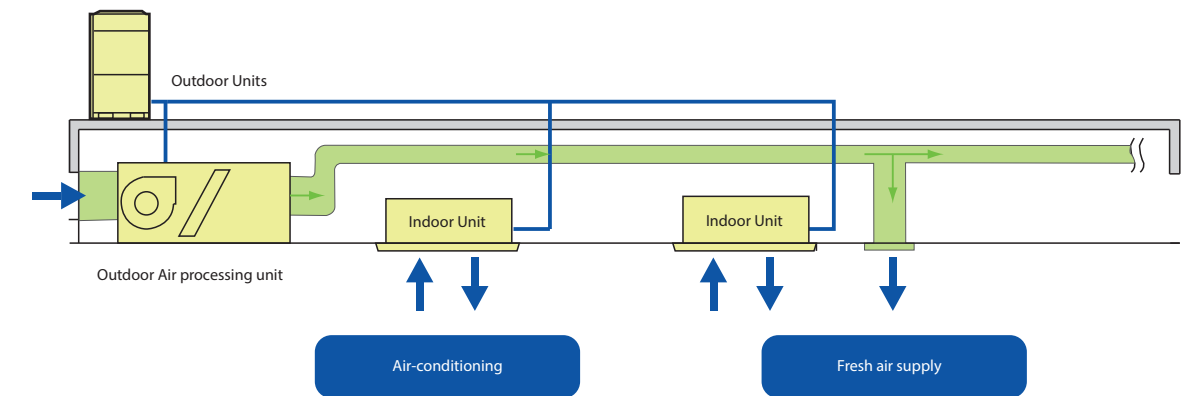 Outdoor Units
Indoor Unit
Indoor Unit
Outdoor Air processing unit
Air-conditioning
Fresh air supply